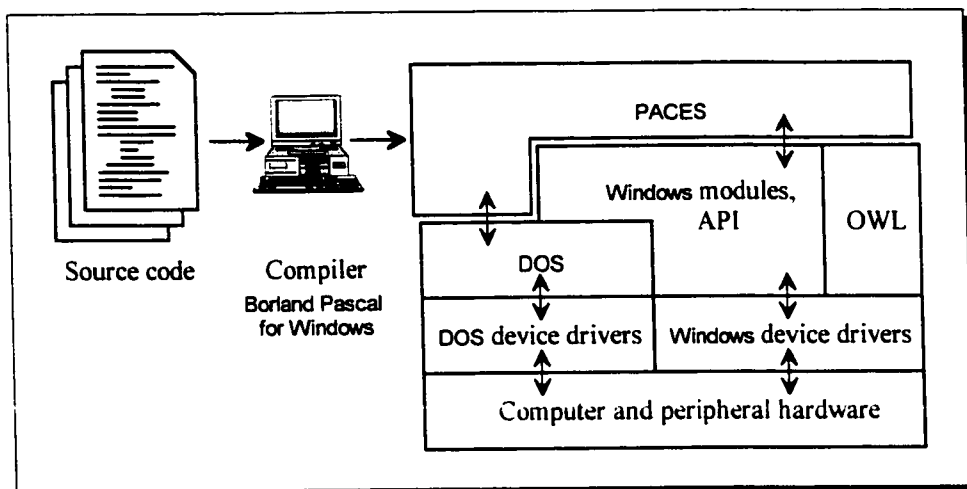 PACES
Windows modules,
API
OWL
DOS
Source code
Compiler
Borland Pascal
for Windows
DOS device drivers
Windows device drivers
Computer and peripheral hardware